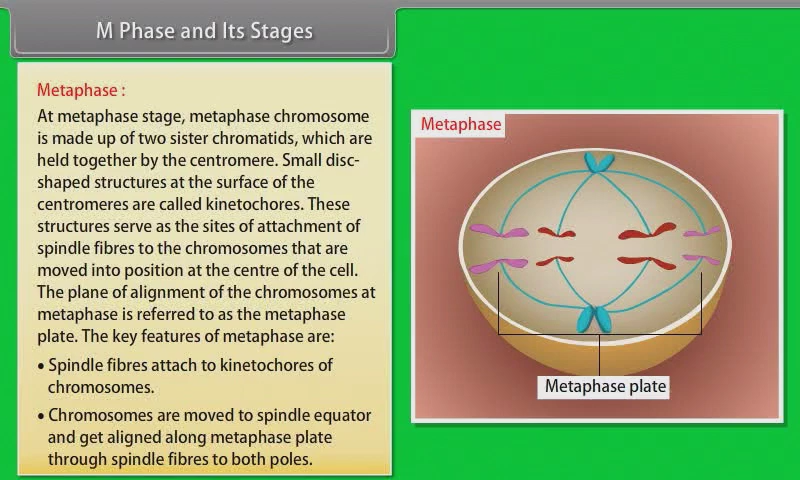 M Phase and Its Stages
Metaphase :
At metaphase stage, metaphase chromosome
is made up of two sister chromatids, which are
held together by the centromere. Small disc-
shaped structures at the surface of the
centromeres are called kinetochores. These
structures serve as the sites of attachment of
spindle fibres to the chromosomes that are
moved into position at the centre of the cell.
The plane of alignment of the chromosomes at
metaphase is referred to as the metaphase
plate. The key features of metaphase are:
• Spindle fibres attach to kinetochores of
chromosomes.
• Chromosomes are moved to spindle equator
and get aligned along metaphase plate
through spindle fibres to both poles.
Metaphase
Metaphase plate